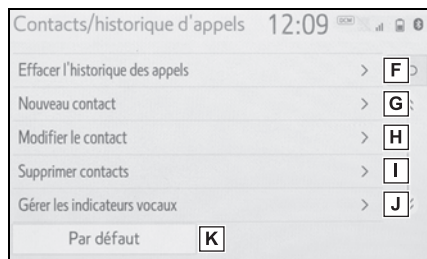 Contacts/historique d'appels 12:09 DCM
Effacer l'historique des appels > F
Nouveau contact > G
Modifier le contact > H
Supprimer contacts > I
Gérer les indicateurs vocaux > J
Par défaut K